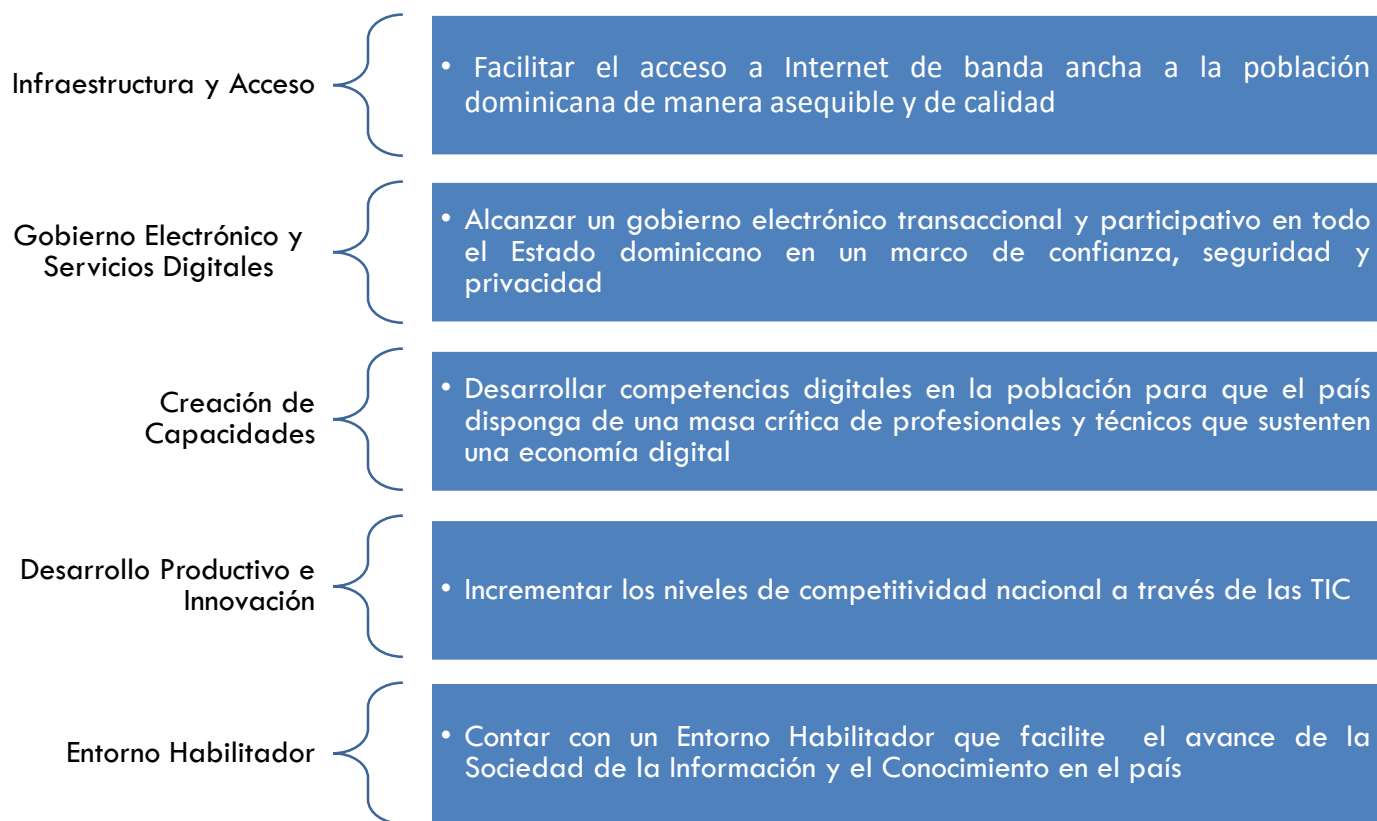 Infraestructura y Acceso
• Facilitar el acceso a Internet de banda ancha a la población
dominicana de manera asequible y de calidad
Gobierno Electrónico y
Servicios Digitales
• Alcanzar un gobierno electrónico transaccional y participativo en todo
el Estado dominicano en un marco de confianza, seguridad y
privacidad
Creación de
Capacidades
• Desarrollar competencias digitales en la población para que el país
disponga de una masa crítica de profesionales y técnicos que sustenten
una economía digital
Desarrollo Productivo e
Innovación
• Incrementar los niveles de competitividad nacional a través de las TIC
Entorno Habilitador
• Contar con un Entorno Habilitador que facilite el avance de la
Sociedad de la Información y el Conocimiento en el país